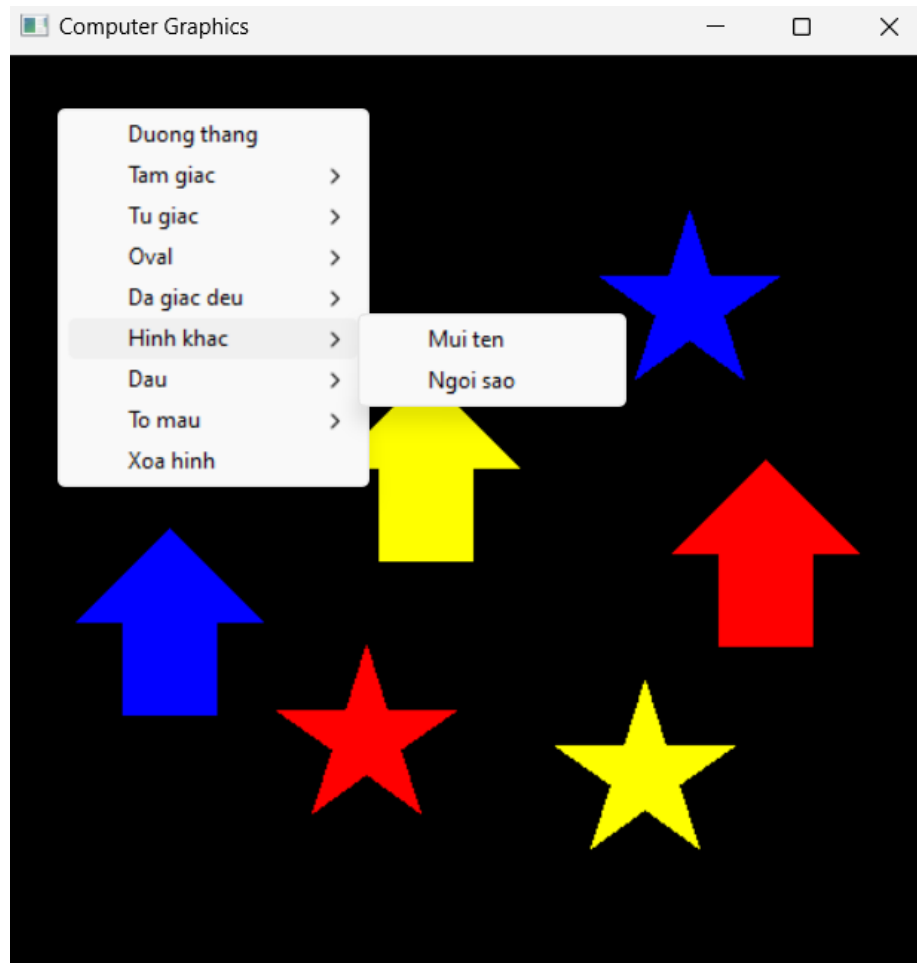 Computer Graphics
Duong thang
Tam giac
Tu giac
Oval
Da giac deu
Hinh khac
Dau
To mau
Xoa hinh
Mui ten
Ngoi sao